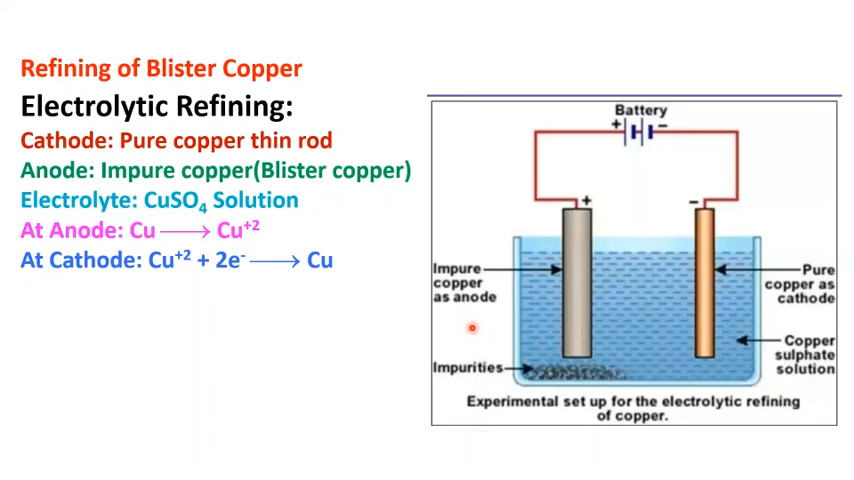 Refining of Blister Copper
Electrolytic Refining:
Cathode: Pure copper thin rod
Anode: Impure copper(Blister copper)
Electrolyte: CuSO₄ Solution
At Anode: Cu ⟶ Cu⁺²
At Cathode: Cu⁺² + 2e⁻ ⟶ Cu
Battery
+ −
+ −
Impure
copper
as anode
Pure
copper as
cathode
Copper
sulphate
solution
Impurities
Experimental set up for the electrolytic refining
of copper.